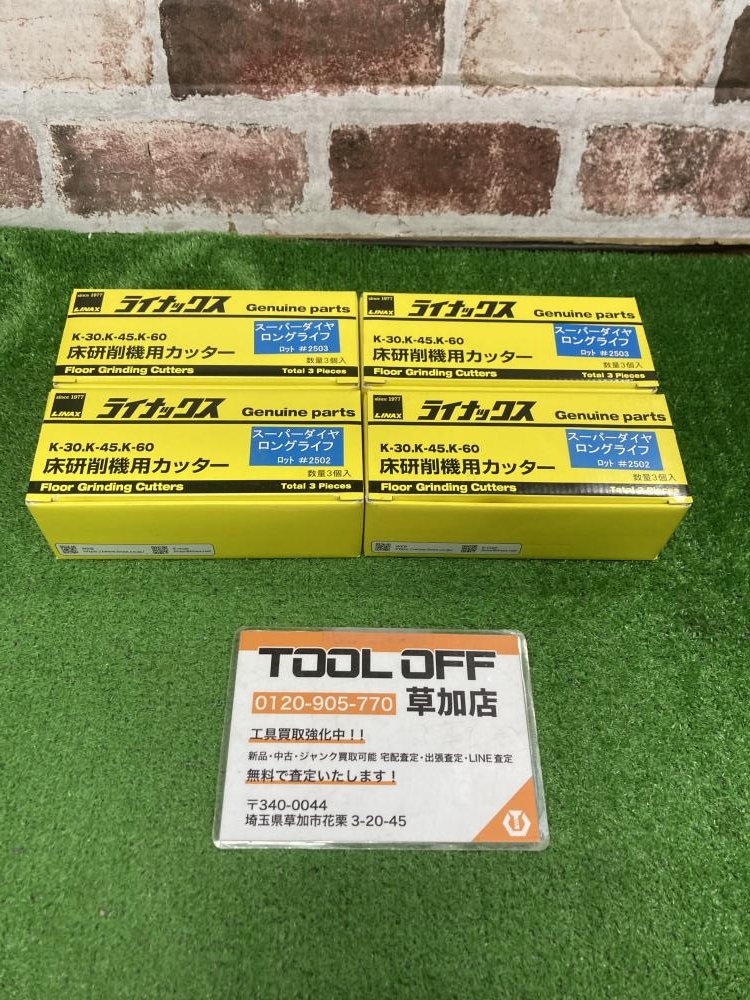 since 1977
LINAX
ライナックス
Genuine parts
K-30.K-45.K-60
床研削機用カッター
スーパーダイヤ
ロングライフ
ロット #2503
数量3個入
Floor Grinding Cutters
Total 3 Pieces
since 1977
LINAX
ライナックス
Genuine parts
K-30.K-45.K-60
床研削機用カッター
スーパーダイヤ
ロングライフ
ロット #2503
数量3個入
Floor Grinding Cutters
Total 3 Pieces
since 1977
LINAX
ライナックス
Genuine parts
K-30.K-45.K-60
床研削機用カッター
スーパーダイヤ
ロングライフ
ロット #2502
数量3個入
Floor Grinding Cutters
Total 3 Pieces
since 1977
LINAX
ライナックス
Genuine parts
K-30.K-45.K-60
床研削機用カッター
スーパーダイヤ
ロングライフ
ロット #2502
数量3個入
Floor Grinding Cutters
Total 3 Pieces
TOOL OFF
0120-905-770 草加店
工具買取強化中!!
新品・中古・ジャンク買取可能 宅配査定・出張査定・LINE査定
無料で査定いたします!
〒340-0044
埼玉県草加市花栗 3-20-45